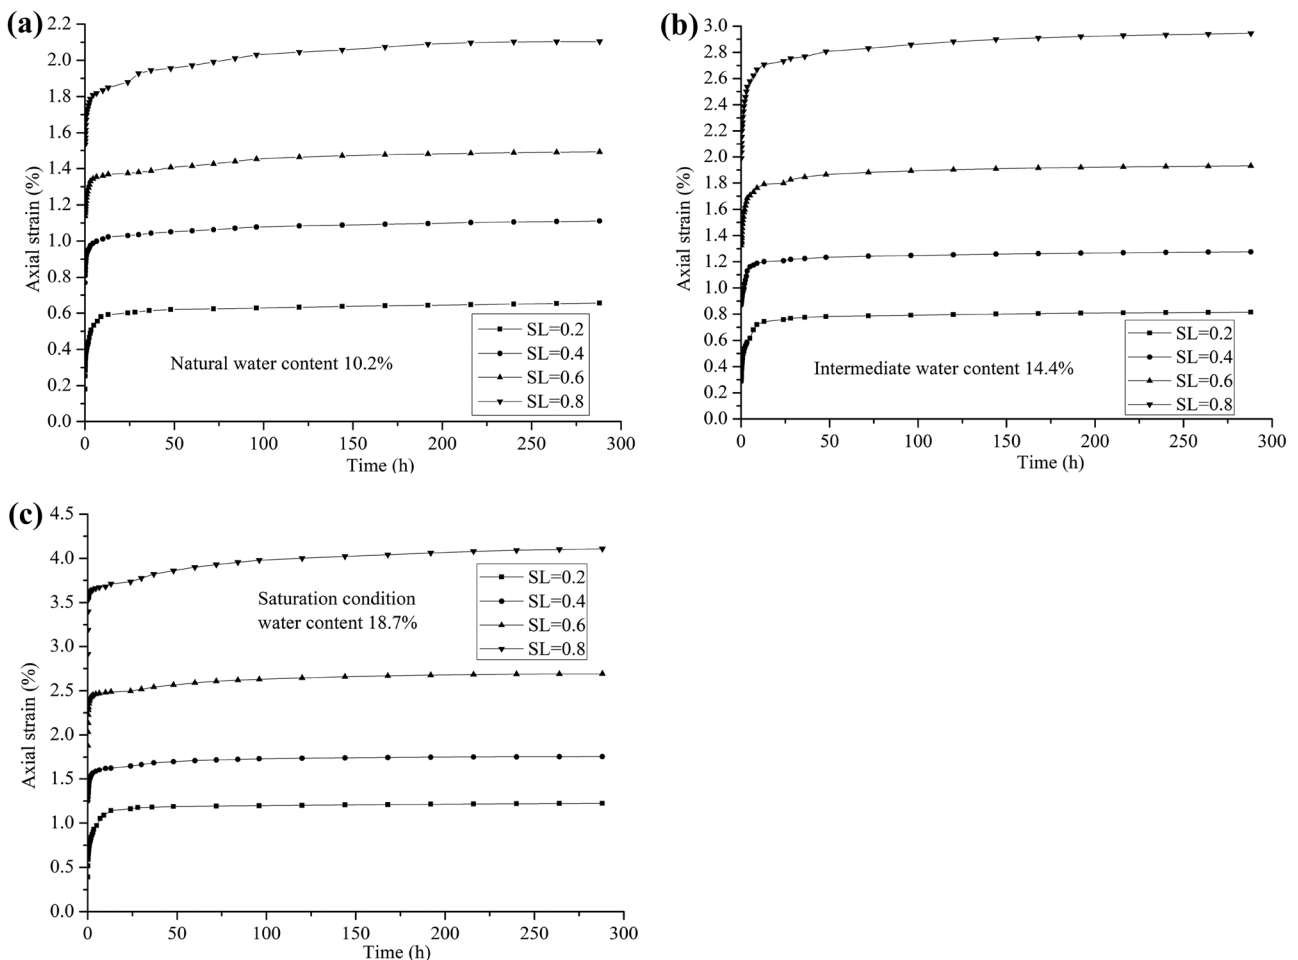 (a)
2.2
2.0
1.8
1.6
1.4
1.2
1.0
0.8
0.6
0.4
0.2
0.0
Axial strain (%)
Natural water content 10.2%
SL=0.2
SL=0.4
SL=0.6
SL=0.8
0 50 100 150 200 250 300
Time (h)
(b)
3.0
2.8
2.6
2.4
2.2
2.0
1.8
1.6
1.4
1.2
1.0
0.8
0.6
0.4
0.2
0.0
Axial strain (%)
Intermediate water content 14.4%
SL=0.2
SL=0.4
SL=0.6
SL=0.8
0 50 100 150 200 250 300
Time (h)
(c)
4.5
4.0
3.5
3.0
2.5
2.0
1.5
1.0
0.5
0.0
Axial strain (%)
Saturation condition
water content 18.7%
SL=0.2
SL=0.4
SL=0.6
SL=0.8
0 50 100 150 200 250 300
Time (h)